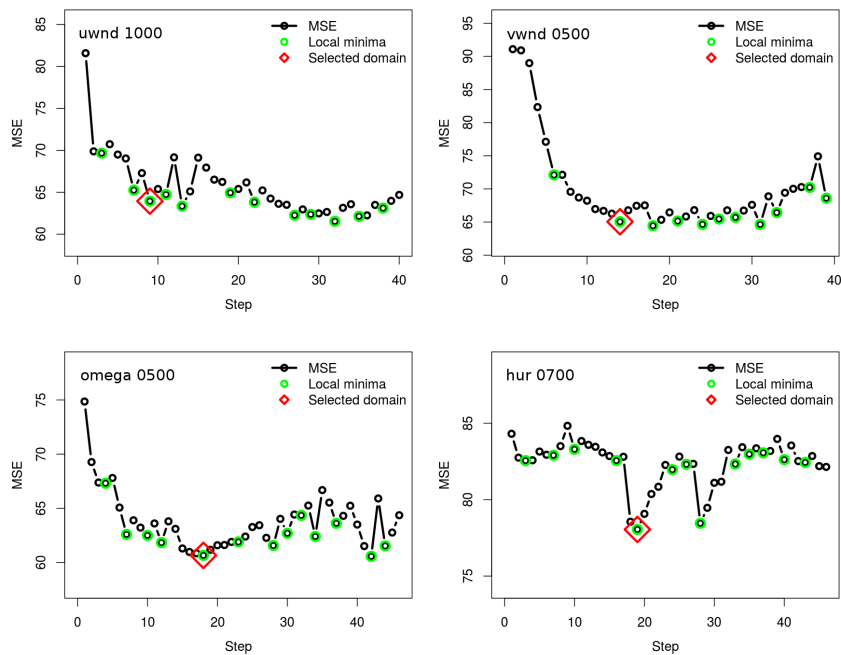 uwnd 1000
MSE
Local minima
Selected domain
MSE
85
80
75
70
65
60
0 10 20 30 40
Step
vwnd 0500
MSE
Local minima
Selected domain
MSE
95
90
85
80
75
70
65
60
0 10 20 30 40
Step
omega 0500
MSE
Local minima
Selected domain
MSE
75
70
65
60
0 10 20 30 40
Step
hur 0700
MSE
Local minima
Selected domain
MSE
85
80
75
0 10 20 30 40
Step